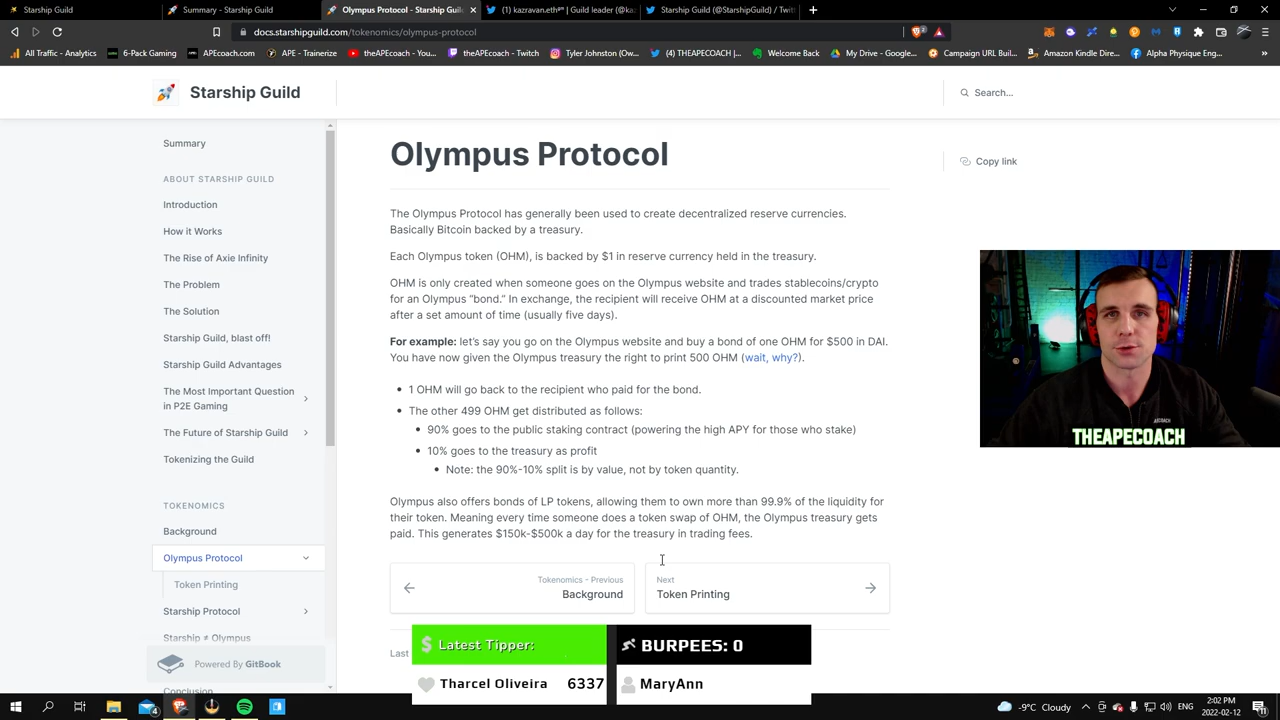 Starship Guild
Summary - Starship Guild
Olympus Protocol - Starship Guil
(1) kazravan.eth | Guild leader (@kaz
Starship Guild (@StarshipGuild) / Twit
docs.starshipguild.com/tokenomics/olympus-protocol
All Traffic - Analytics
6-Pack Gaming
APEcoach.com
APE - Trainerize
theAPEcoach - Twitch
Tyler Johnston (Ow...
(4) THEAPECOACH (...
Welcome Back
My Drive - Google...
Campaign URL Buil...
Amazon Kindle Dire...
Alpha Physique Eng...
Starship Guild
Search...
Summary
ABOUT STARSHIP GUILD
Introduction
How it Works
The Rise of Axie Infinity
The Problem
The Solution
Starship Guild, blast off!
Starship Guild Advantages
The Most Important Question
in P2E Gaming
The Future of Starship Guild
Tokenizing the Guild
TOKENOMICS
Background
Olympus Protocol
Token Printing
Starship Protocol
Starship ≠ Olympus
Conclusion
Powered By GitBook
Olympus Protocol
Copy link
The Olympus Protocol has generally been used to create decentralized reserve currencies.
Basically Bitcoin backed by a treasury.
Each Olympus token (OHM), is backed by $1 in reserve currency held in the treasury.
OHM is only created when someone goes on the Olympus website and trades stablecoins/crypto
for an Olympus “bond.” In exchange, the recipient will receive OHM at a discounted market price
after a set amount of time (usually five days).
For example: let’s say you go on the Olympus website and buy a bond of one OHM for $500 in DAI.
You have now given the Olympus treasury the right to print 500 OHM (wait, why?).
• 1 OHM will go back to the recipient who paid for the bond.
• The other 499 OHM get distributed as follows:
• 90% goes to the public staking contract (powering the high APY for those who stake)
• 10% goes to the treasury as profit
• Note: the 90%-10% split is by value, not by token quantity.
Olympus also offers bonds of LP tokens, allowing them to own more than 99.9% of the liquidity for
their token. Meaning every time someone does a token swap of OHM, the Olympus treasury gets
paid. This generates $150k-$500k a day for the treasury in trading fees.
Tokenomics - Previous
Background
Next
Token Printing
Last
THEAPECOACH
Latest Tipper:
BURPEES: 0
Tharcel Oliveira 6337
MaryAnn
-9°C Cloudy
ENG
2:02 PM
2022-02-12